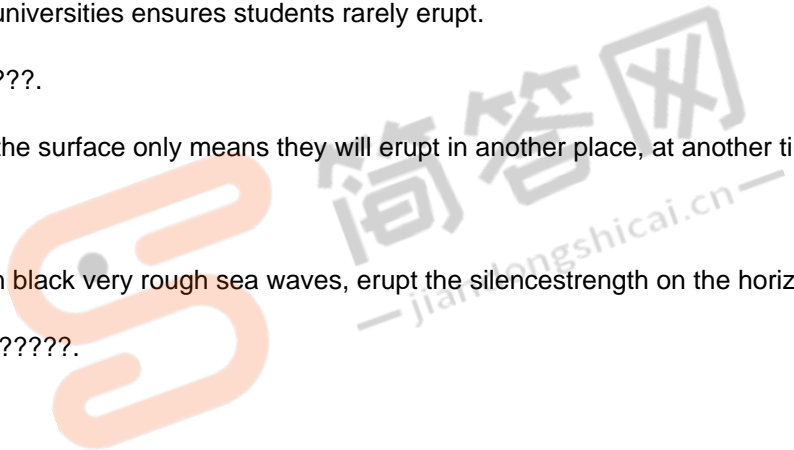 universities ensures students rarely erupt.
???.
the surface only means they will erupt in another place, at another ti
简答网
jiandongshicai.cn
n black very rough sea waves, erupt the silencestrength on the horiz
?????.